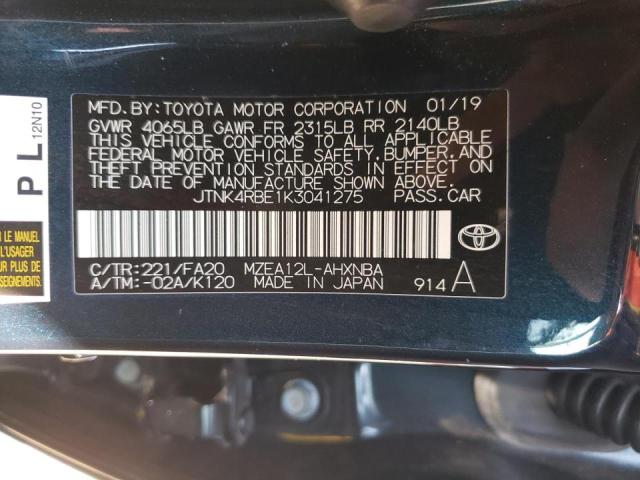 MFD.BY:TOYOTA MOTOR CORPORATION 01/19
GVWR 4065LB GAWR FR 2315LB RR 2140LB
THIS VEHICLE CONFORMS TO ALL APPLICABLE
FEDERAL MOTOR VEHICLE SAFETY,BUMPER,AND
THEFT PREVENTION STANDARDS IN EFFECT ON
THE DATE OF MANUFACTURE SHOWN ABOVE.
JTNK4RBE1K3041275 PASS.CAR
C/TR:221/FA20 MZEA12L-AHXNBA
A/TM:-02A/K120 MADE IN JAPAN 914 A
PL
12N10
LE MANUEL
L'USAGER
SUR PLUS